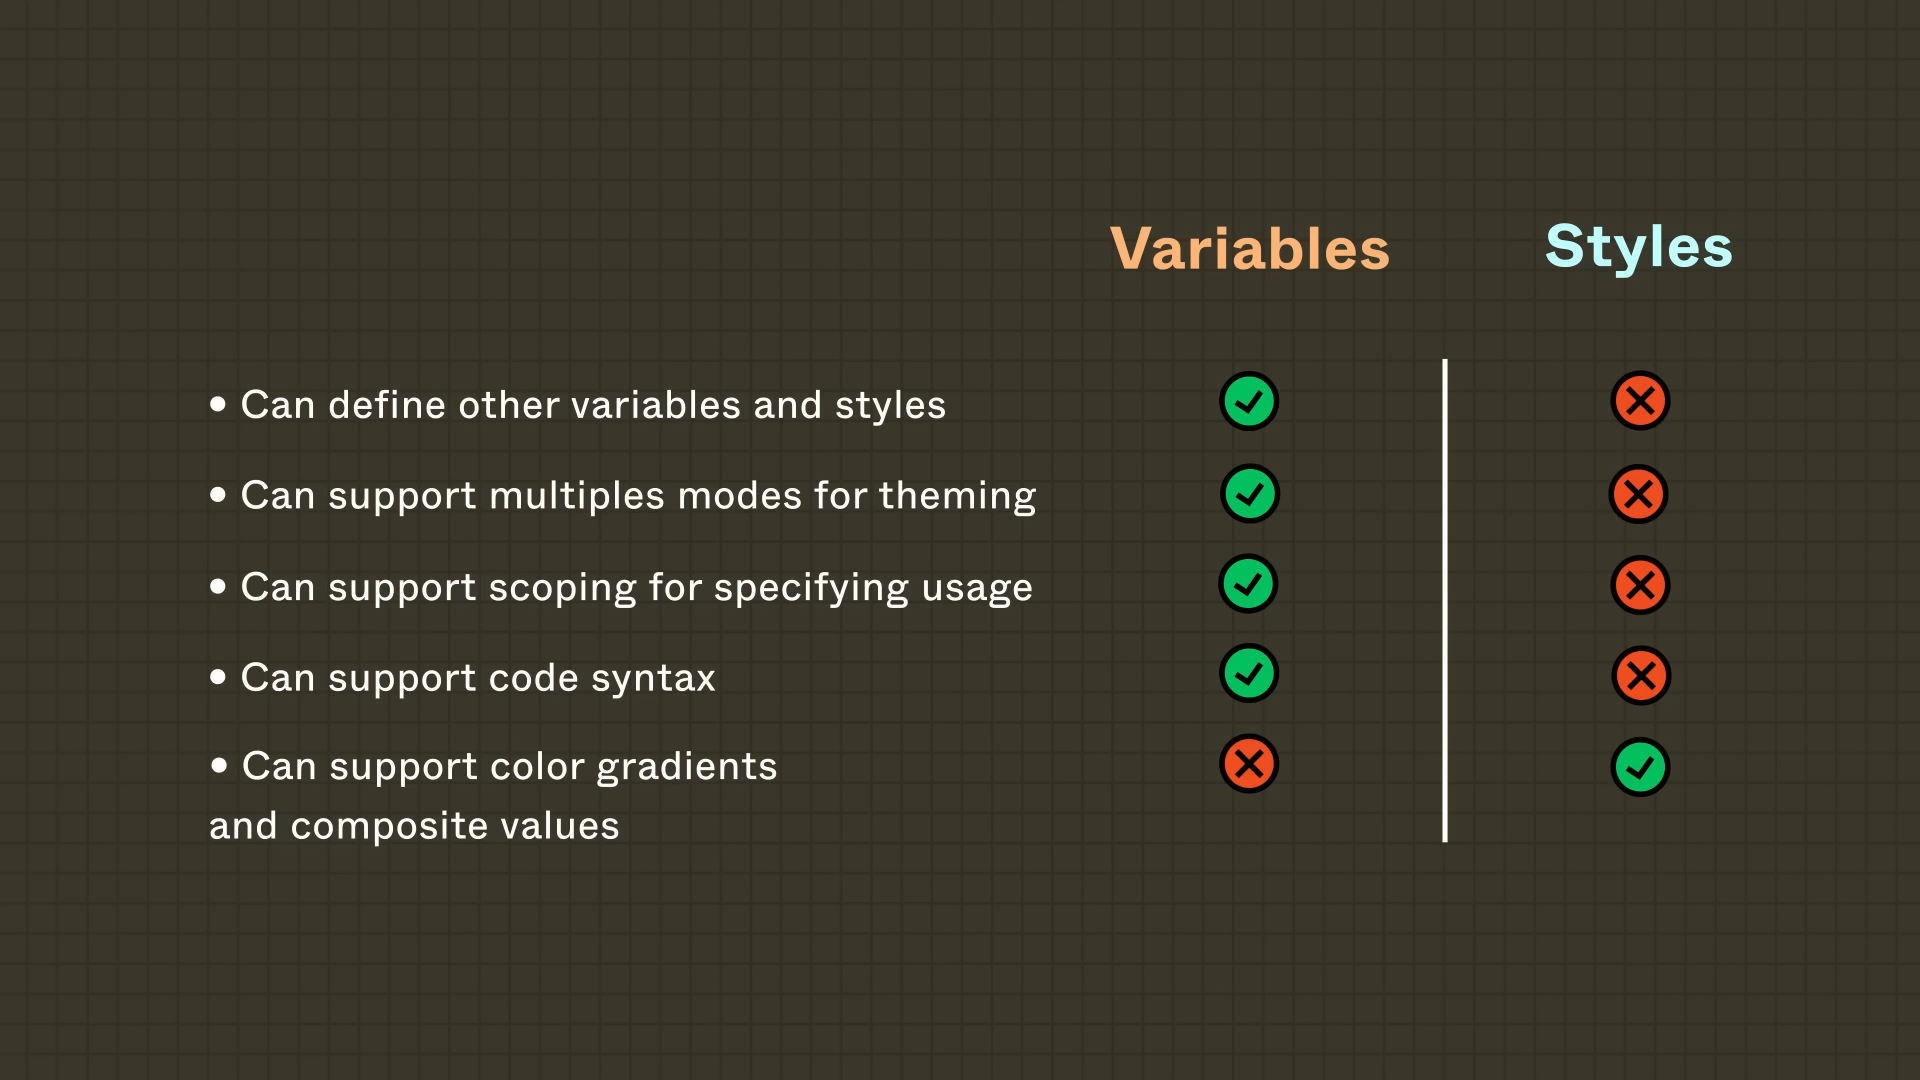 Variables Styles
• Can define other variables and styles
• Can support multiples modes for theming
• Can support scoping for specifying usage
• Can support code syntax
• Can support color gradients
and composite values